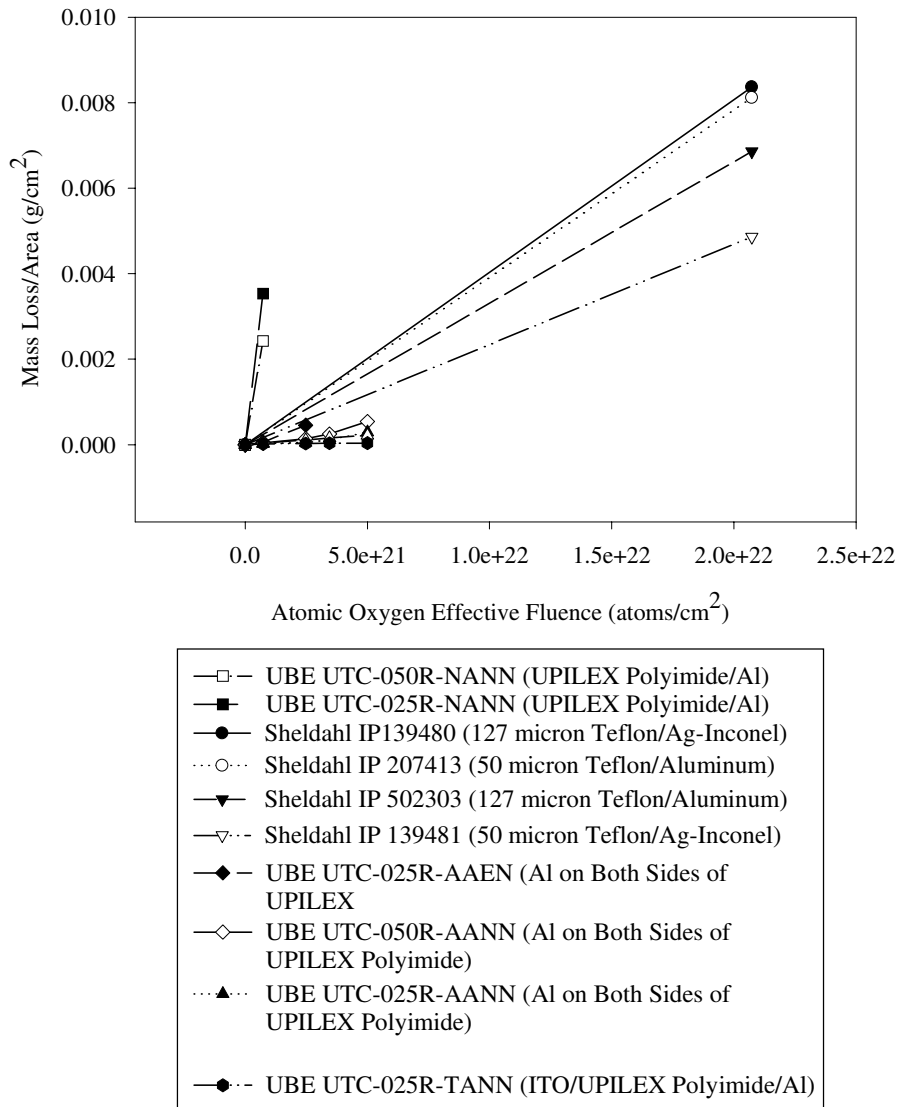 0.010
0.008
0.006
0.004
0.002
0.000
Mass Loss/Area (g/cm2)
0.0 5.0e+21 1.0e+22 1.5e+22 2.0e+22 2.5e+22
Atomic Oxygen Effective Fluence (atoms/cm2)
UBE UTC-050R-NANN (UPILEX Polyimide/Al)
UBE UTC-025R-NANN (UPILEX Polyimide/Al)
Sheldahl IP139480 (127 micron Teflon/Ag-Inconel)
Sheldahl IP 207413 (50 micron Teflon/Aluminum)
Sheldahl IP 502303 (127 micron Teflon/Aluminum)
Sheldahl IP 139481 (50 micron Teflon/Ag-Inconel)
UBE UTC-025R-AAEN (Al on Both Sides of
UPILEX
UBE UTC-050R-AANN (Al on Both Sides of
UPILEX Polyimide)
UBE UTC-025R-AANN (Al on Both Sides of
UPILEX Polyimide)
UBE UTC-025R-TANN (ITO/UPILEX Polyimide/Al)